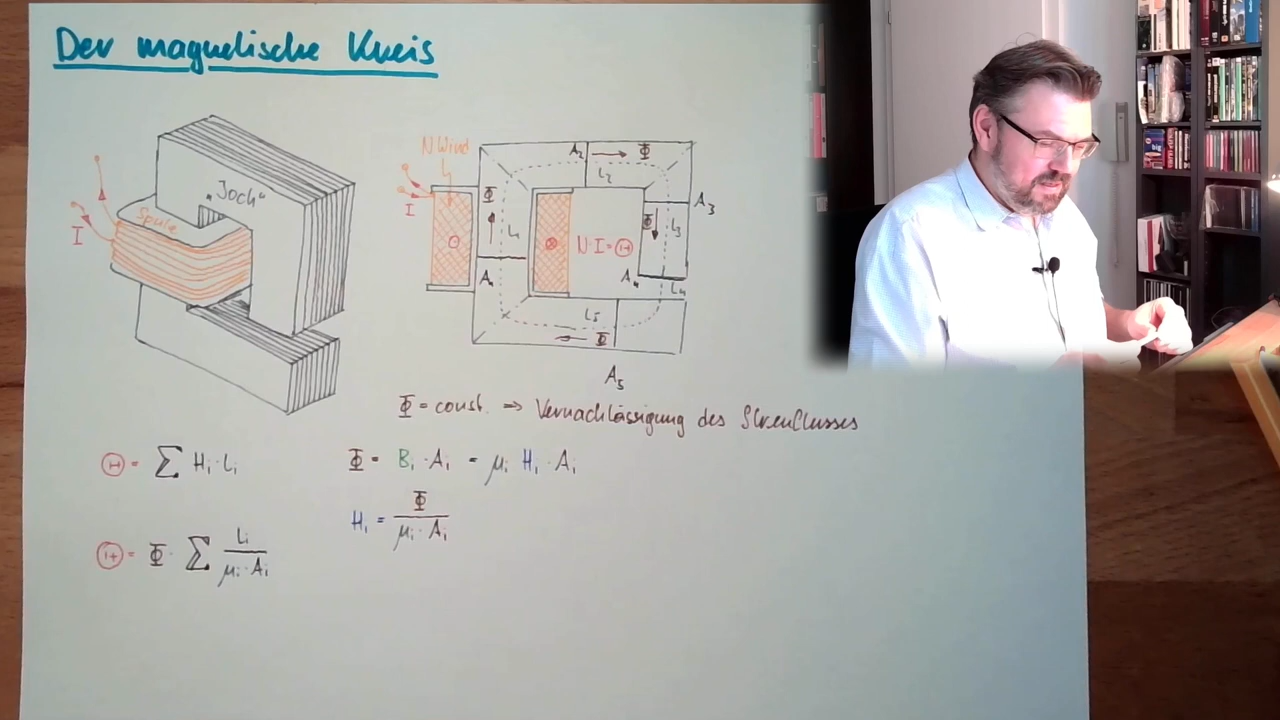 Der magnetische Kreis
"Joch"
Spule
I
N Wind
I
A₂
Φ
L₂
Φ
A₃
Φ
L₁
L₃
N·I=Θ
A₁
A₄
L₄
L₅
Φ
A₅
Φ = const. => Vernachlässigung des Streuflusses
Θ = ∑ Hᵢ·Lᵢ
Φ = Bᵢ·Aᵢ = μᵢ Hᵢ·Aᵢ
Hᵢ = Φ / μᵢ·Aᵢ
Θ = Φ·∑ Lᵢ / μᵢ·Aᵢ
big